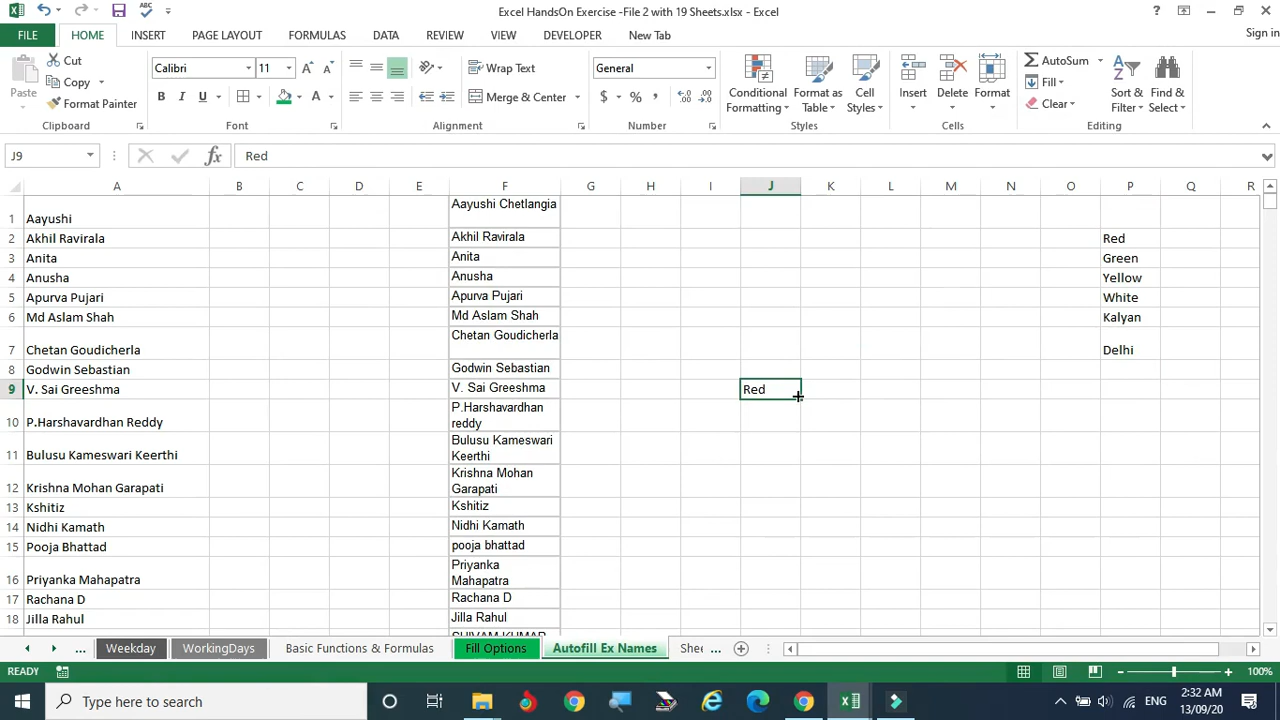 Excel HandsOn Exercise -File 2 with 19 Sheets.xlsx - Excel
Sign in
FILE HOME INSERT PAGE LAYOUT FORMULAS DATA REVIEW VIEW DEVELOPER New Tab
Paste
Cut
Copy
Format Painter
Clipboard
Calibri 11
B I U A
Font
Wrap Text
Merge & Center
Alignment
General
$ % ,
Number
Conditional Formatting
Format as Table
Cell Styles
Styles
Insert Delete Format
Cells
AutoSum
Fill
Clear
Sort & Filter
Find & Select
Editing
J9 fx Red
A B C D E F G H I J K L M N O P Q R
1 Aayushi Aayushi Chetlangia
2 Akhil Ravirala Akhil Ravirala Red
3 Anita Anita Green
4 Anusha Anusha Yellow
5 Apurva Pujari Apurva Pujari White
6 Md Aslam Shah Md Aslam Shah Kalyan
7 Chetan Goudicherla Chetan Goudicherla Delhi
8 Godwin Sebastian Godwin Sebastian
9 V. Sai Greeshma V. Sai Greeshma Red
10 P.Harshavardhan Reddy P.Harshavardhan reddy
11 Bulusu Kameswari Keerthi Bulusu Kameswari Keerthi
12 Krishna Mohan Garapati Krishna Mohan Garapati
13 Kshitiz Kshitiz
14 Nidhi Kamath Nidhi Kamath
15 Pooja Bhattad pooja bhattad
16 Priyanka Mahapatra Priyanka Mahapatra
17 Rachana D Rachana D
18 Jilla Rahul Jilla Rahul
... Weekday WorkingDays Basic Functions & Formulas Fill Options Autofill Ex Names Shee ...
READY 100%
Type here to search
ENG
2:32 AM
13/09/20